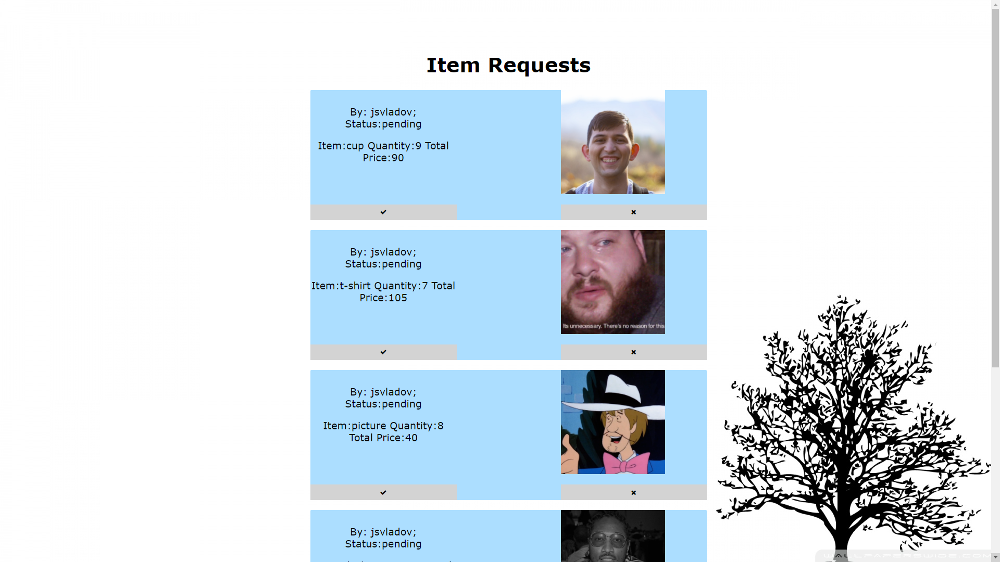 Item Requests
By: jsvladov;
Status:pending
Item:cup Quantity:9 Total
Price:90
By: jsvladov;
Status:pending
Item:t-shirt Quantity:7 Total
Price:105
Its unnecessary. There's no reason for this
By: jsvladov;
Status:pending
Item:picture Quantity:8
Total Price:40
By: jsvladov;
Status:pending
WALLPAPERSWIDE.COM